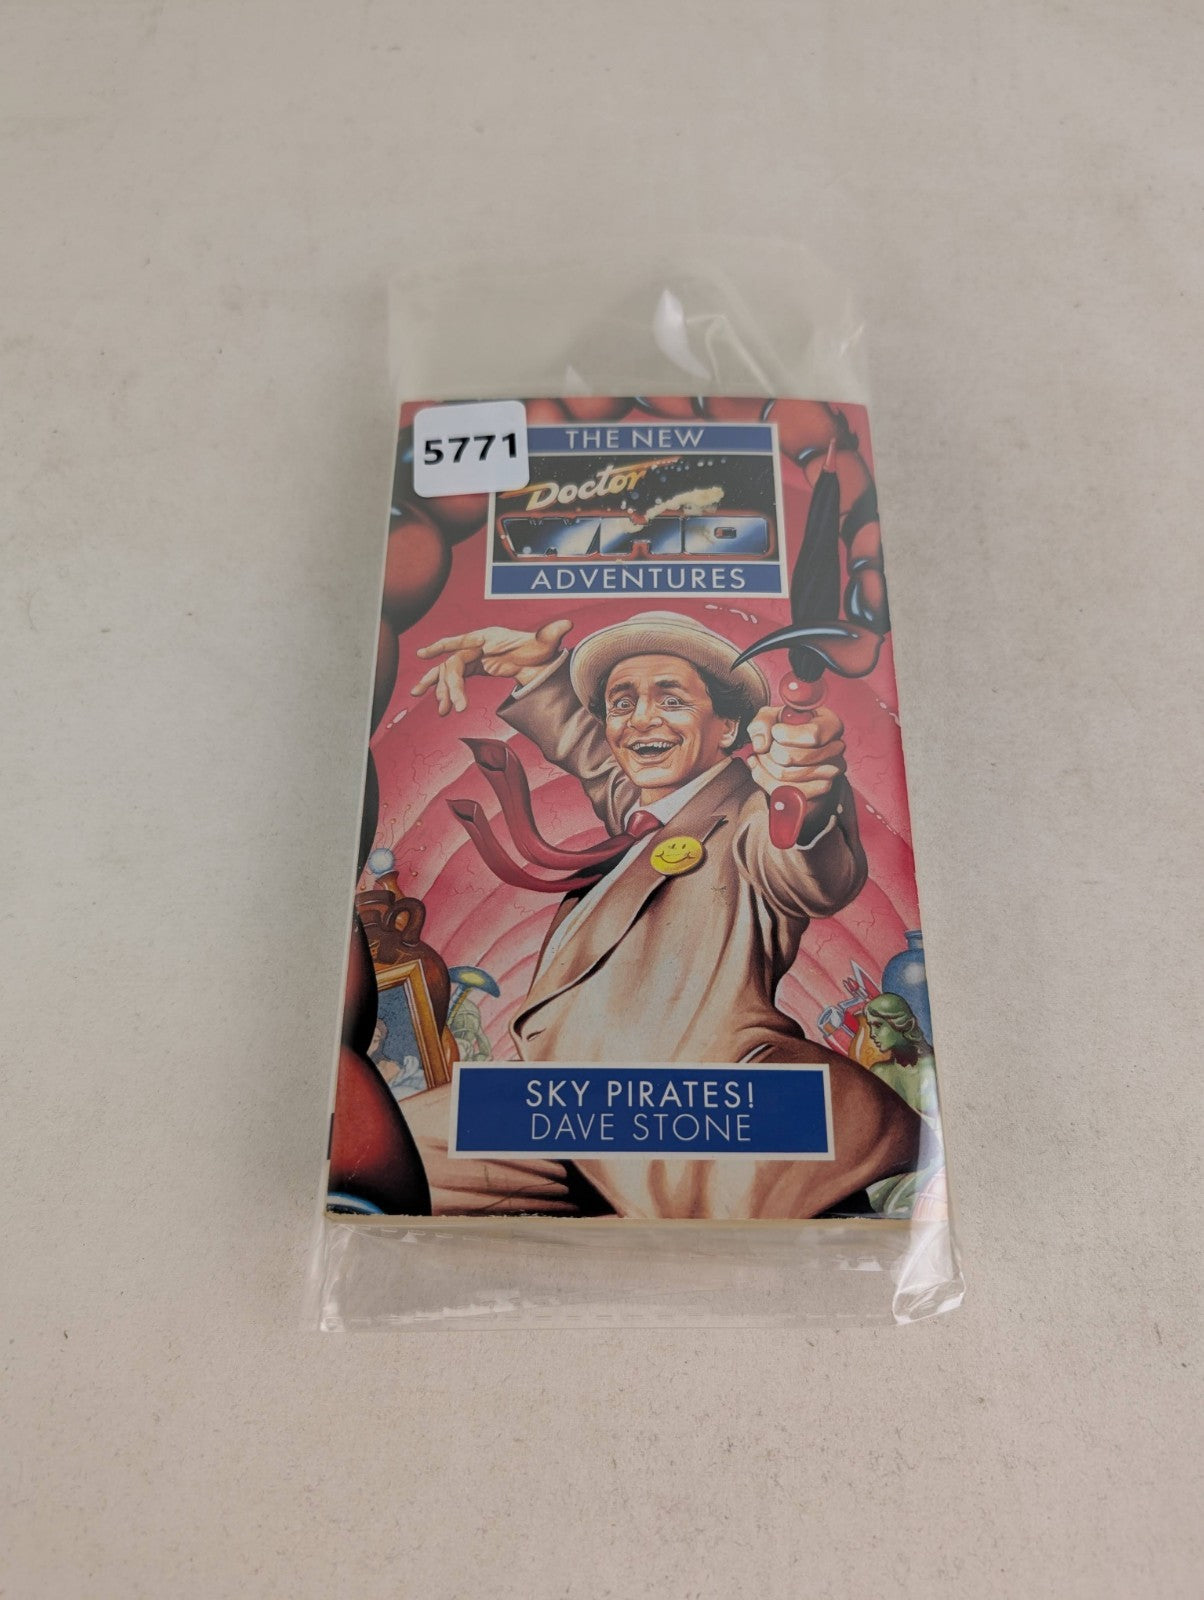 5771
THE NEW
Doctor
WHO
ADVENTURES
SKY PIRATES!
DAVE STONE